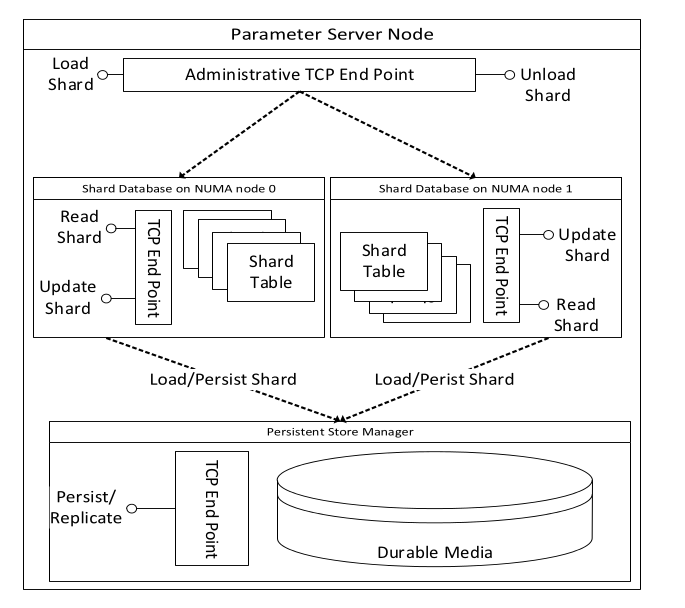 Parameter Server Node
Load
Shard
Administrative TCP End Point
Unload
Shard
Shard Database on NUMA node 0
Read
Shard
Update
Shard
TCP End Point
Shard
Table
Shard Database on NUMA node 1
Shard
Table
TCP End Point
Update
Shard
Read
Shard
Load/Persist Shard
Load/Perist Shard
Persistent Store Manager
Persist/
Replicate
TCP End Point
Durable Media